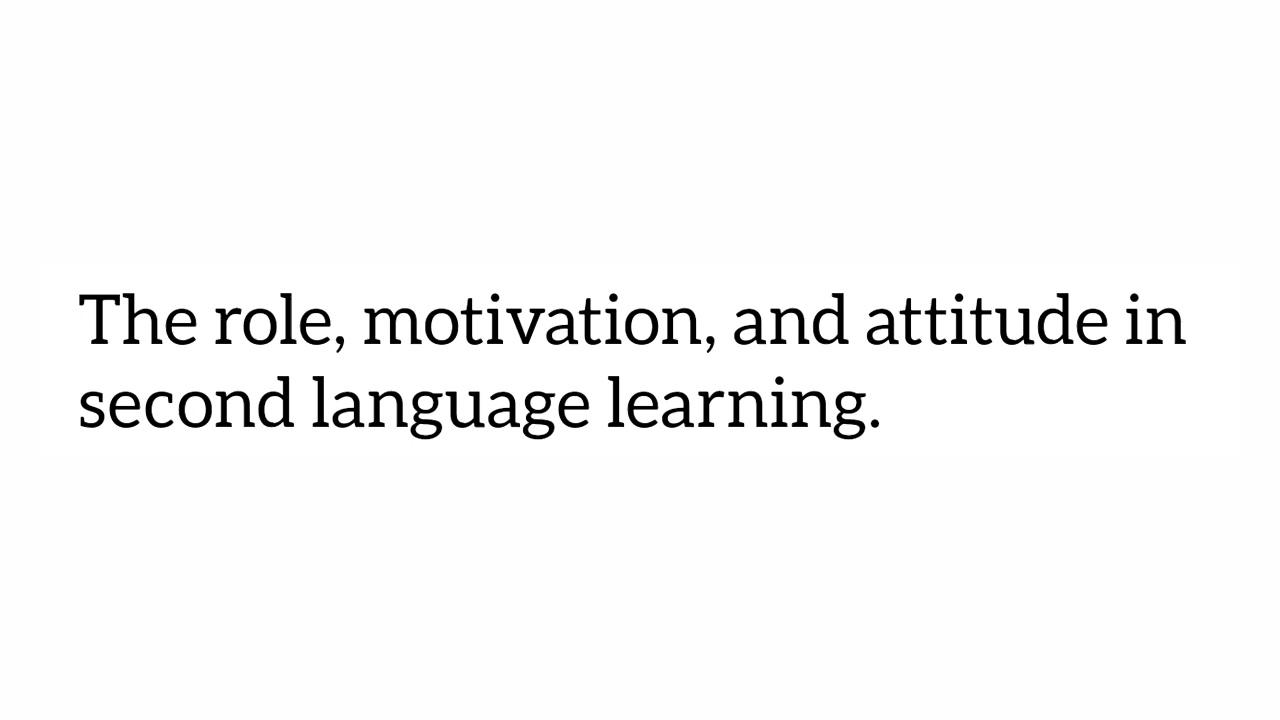 The role, motivation, and attitude in
second language learning.